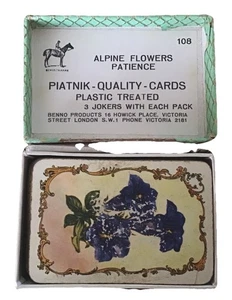 108
ALPINE FLOWERS
PATIENCE
PIATNIK-QUALITY-CARDS
PLASTIC TREATED
3 JOKERS WITH EACH PACK
BENNO PRODUCTS 16 HOWICK PLACE, VICTORIA
STREET LONDON S.W.1 PHONE VICTORIA 2181